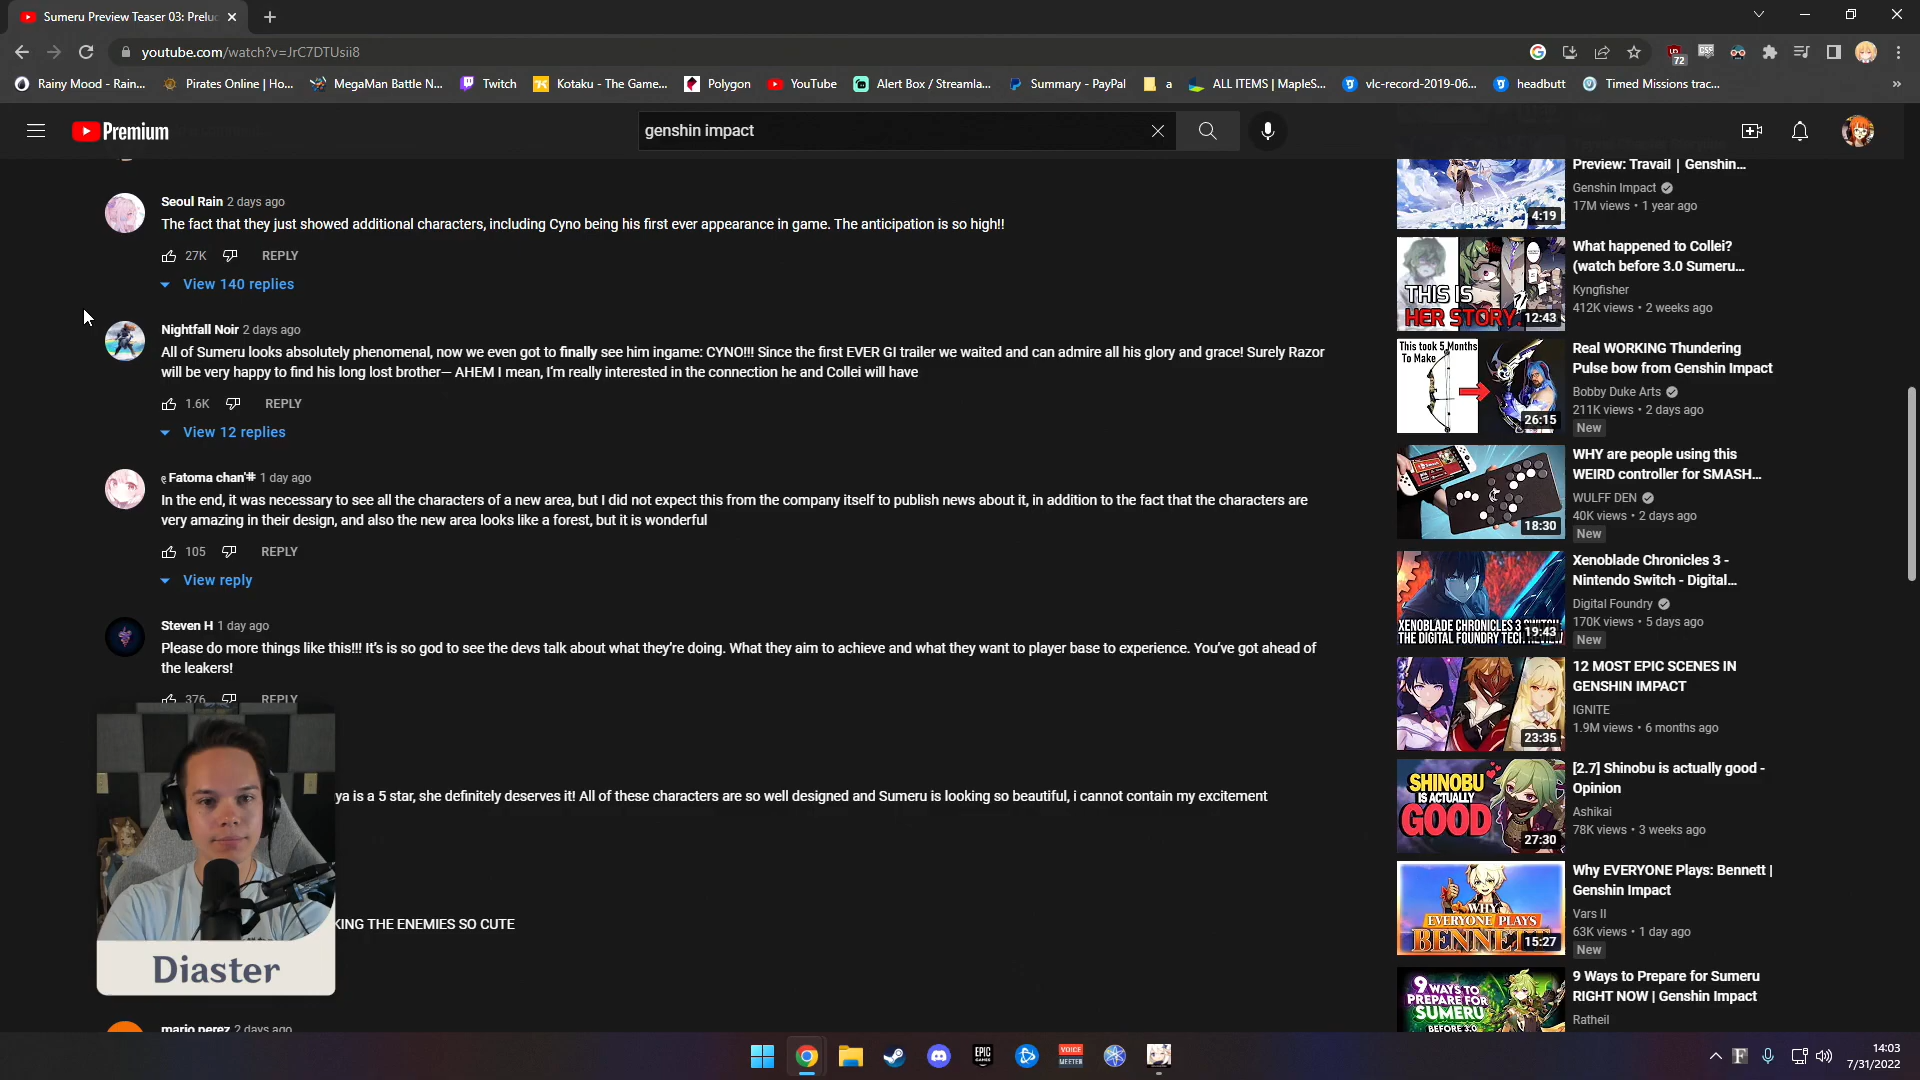 Sumeru Preview Teaser 03: Preluc
youtube.com/watch?v=JrC7DTUsii8
72
Rainy Mood - Rain...
Pirates Online | Ho...
MegaMan Battle N...
Twitch
Kotaku - The Game...
Polygon
YouTube
Alert Box / Streamla...
Summary - PayPal
a
ALL ITEMS | MapleS...
vlc-record-2019-06...
headbutt
Timed Missions trac...
Premium
genshin impact
Seoul Rain 2 days ago
The fact that they just showed additional characters, including Cyno being his first ever appearance in game. The anticipation is so high!!
27K REPLY
View 140 replies
Nightfall Noir 2 days ago
All of Sumeru looks absolutely phenomenal, now we even got to finally see him ingame: CYNO!!! Since the first EVER GI trailer we waited and can admire all his glory and grace! Surely Razor
will be very happy to find his long lost brother— AHEM I mean, I'm really interested in the connection he and Collei will have
1.6K REPLY
View 12 replies
Fatoma chan 1 day ago
In the end, it was necessary to see all the characters of a new area, but I did not expect this from the company itself to publish news about it, in addition to the fact that the characters are
very amazing in their design, and also the new area looks like a forest, but it is wonderful
105 REPLY
View reply
Steven H 1 day ago
Please do more things like this!!! It's is so god to see the devs talk about what they're doing. What they aim to achieve and what they want to player base to experience. You've got ahead of
the leakers!
376 REPLY
ya is a 5 star, she definitely deserves it! All of these characters are so well designed and Sumeru is looking so beautiful, i cannot contain my excitement
KING THE ENEMIES SO CUTE
Diaster
mario perez 2 days ago
Preview: Travail | Genshin...
Genshin Impact
17M views • 1 year ago
4:19
What happened to Collei?
(watch before 3.0 Sumeru...
Kyngfisher
412K views • 2 weeks ago
THIS IS
HER STORY.
12:43
Real WORKING Thundering
Pulse bow from Genshin Impact
Bobby Duke Arts
211K views • 2 days ago
New
This took 5 Months
To Make
26:15
WHY are people using this
WEIRD controller for SMASH...
WULFF DEN
40K views • 2 days ago
New
18:30
Xenoblade Chronicles 3 -
Nintendo Switch - Digital...
Digital Foundry
170K views • 5 days ago
New
XENOBLADE CHRONICLES 3
THE DIGITAL FOUNDRY
19:43
12 MOST EPIC SCENES IN
GENSHIN IMPACT
IGNITE
1.9M views • 6 months ago
23:35
[2.7] Shinobu is actually good -
Opinion
Ashikai
78K views • 3 weeks ago
SHINOBU
IS ACTUALLY
GOOD
27:30
Why EVERYONE Plays: Bennett |
Genshin Impact
Vars II
63K views • 1 day ago
New
WHY
EVERYONE PLAYS
BENNETT
15:27
9 Ways to Prepare for Sumeru
RIGHT NOW | Genshin Impact
Ratheil
9 WAYS TO
PREPARE FOR
SUMERU
BEFORE 3.0
EPIC
GAMES
VOICE
MEETER
F
14:03
7/31/2022